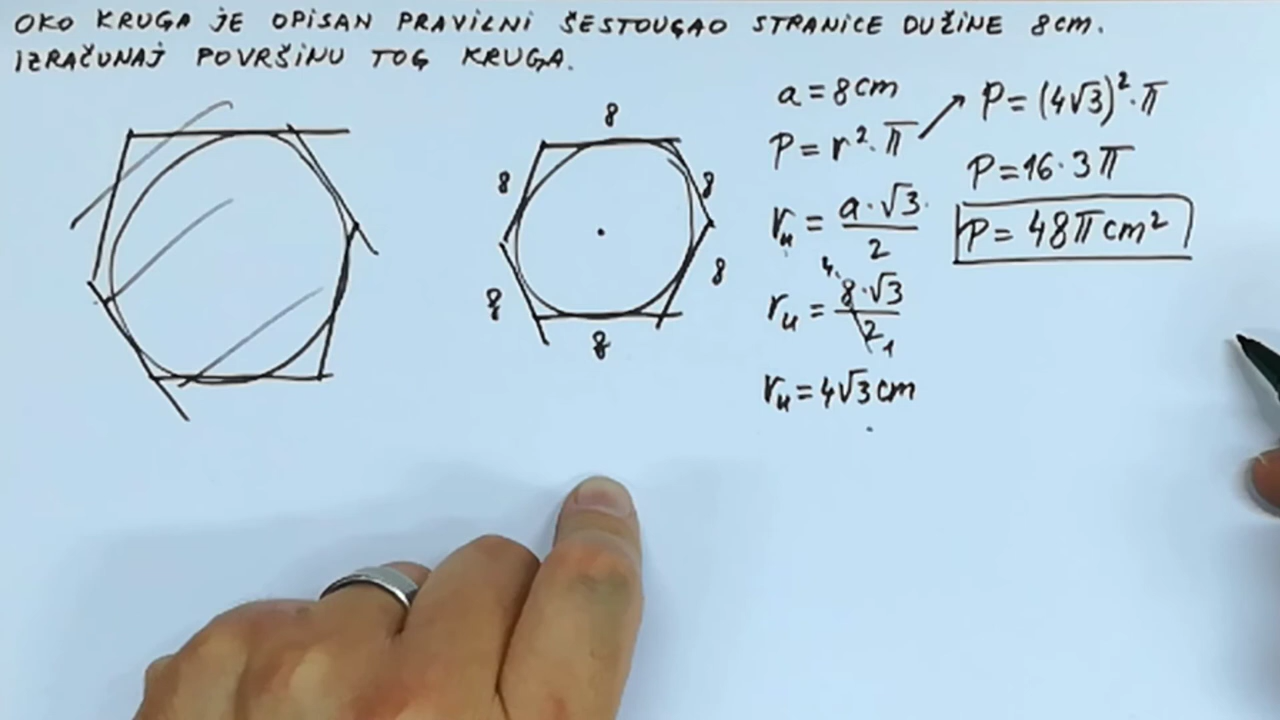 OKO KRUGA JE OPISAN PRAVILNI ŠESTOUGAO STRANICE DUŽINE 8cm.
IZRAČUNAJ POVRŠINU TOG KRUGA.
8
8
8
8
8
8
a = 8cm
P = r²·π
rᵤ = a·√3 / 2
rᵤ = 8·√3 / 2
4
1
rᵤ = 4√3 cm
P = (4√3)²·π
P = 16·3π
P = 48π cm²